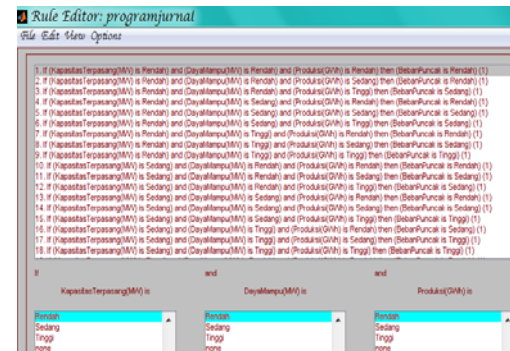 Rule Editor: programjurnal
File Edit View Options
1. If (KapasitasTerpasang(MW) is Rendah) and (DayaMampu(MW) is Rendah) and (Produksi(GWh) is Rendah) then (BebanPuncak is Rendah) (1)
2. If (KapasitasTerpasang(MW) is Rendah) and (DayaMampu(MW) is Rendah) and (Produksi(GWh) is Sedang) then (BebanPuncak is Rendah) (1)
3. If (KapasitasTerpasang(MW) is Rendah) and (DayaMampu(MW) is Rendah) and (Produksi(GWh) is Tinggi) then (BebanPuncak is Sedang) (1)
4. If (KapasitasTerpasang(MW) is Rendah) and (DayaMampu(MW) is Sedang) and (Produksi(GWh) is Rendah) then (BebanPuncak is Rendah) (1)
5. If (KapasitasTerpasang(MW) is Rendah) and (DayaMampu(MW) is Sedang) and (Produksi(GWh) is Sedang) then (BebanPuncak is Sedang) (1)
6. If (KapasitasTerpasang(MW) is Rendah) and (DayaMampu(MW) is Sedang) and (Produksi(GWh) is Tinggi) then (BebanPuncak is Sedang) (1)
7. If (KapasitasTerpasang(MW) is Rendah) and (DayaMampu(MW) is Tinggi) and (Produksi(GWh) is Rendah) then (BebanPuncak is Rendah) (1)
8. If (KapasitasTerpasang(MW) is Rendah) and (DayaMampu(MW) is Tinggi) and (Produksi(GWh) is Sedang) then (BebanPuncak is Sedang) (1)
9. If (KapasitasTerpasang(MW) is Rendah) and (DayaMampu(MW) is Tinggi) and (Produksi(GWh) is Tinggi) then (BebanPuncak is Tinggi) (1)
10. If (KapasitasTerpasang(MW) is Sedang) and (DayaMampu(MW) is Rendah) and (Produksi(GWh) is Rendah) then (BebanPuncak is Rendah) (1)
11. If (KapasitasTerpasang(MW) is Sedang) and (DayaMampu(MW) is Rendah) and (Produksi(GWh) is Sedang) then (BebanPuncak is Sedang) (1)
12. If (KapasitasTerpasang(MW) is Sedang) and (DayaMampu(MW) is Rendah) and (Produksi(GWh) is Tinggi) then (BebanPuncak is Sedang) (1)
13. If (KapasitasTerpasang(MW) is Sedang) and (DayaMampu(MW) is Sedang) and (Produksi(GWh) is Rendah) then (BebanPuncak is Sedang) (1)
14. If (KapasitasTerpasang(MW) is Sedang) and (DayaMampu(MW) is Sedang) and (Produksi(GWh) is Sedang) then (BebanPuncak is Sedang) (1)
15. If (KapasitasTerpasang(MW) is Sedang) and (DayaMampu(MW) is Sedang) and (Produksi(GWh) is Tinggi) then (BebanPuncak is Tinggi) (1)
16. If (KapasitasTerpasang(MW) is Sedang) and (DayaMampu(MW) is Tinggi) and (Produksi(GWh) is Rendah) then (BebanPuncak is Sedang) (1)
17. If (KapasitasTerpasang(MW) is Sedang) and (DayaMampu(MW) is Tinggi) and (Produksi(GWh) is Sedang) then (BebanPuncak is Sedang) (1)
18. If (KapasitasTerpasang(MW) is Sedang) and (DayaMampu(MW) is Tinggi) and (Produksi(GWh) is Tinggi) then (BebanPuncak is Tinggi) (1)
If and and
KapasitasTerpasang(MW) is DayaMampu(MW) is Produksi(GWh) is
Rendah Rendah Rendah
Sedang Sedang Sedang
Tinggi Tinggi Tinggi
none none none